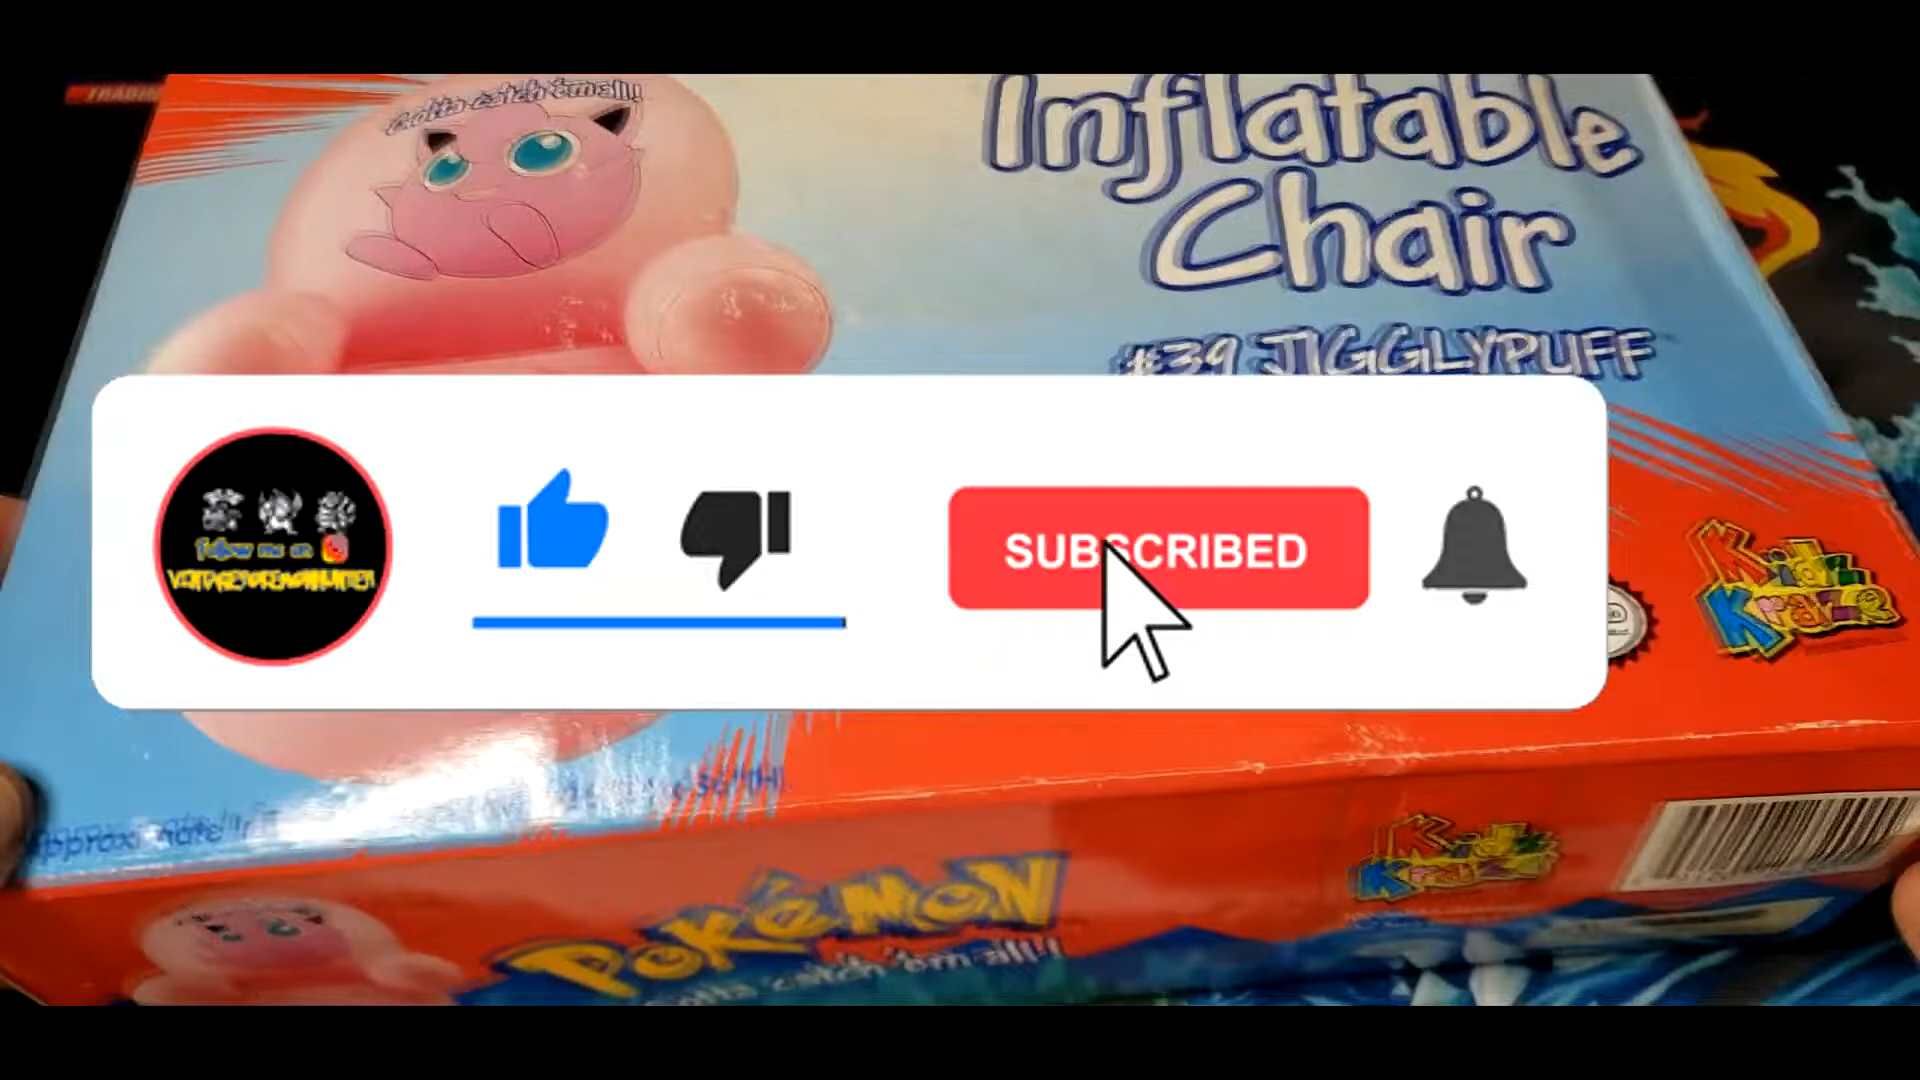 Gotta catch 'em all!
Inflatable
Chair
#39 JIGGLYPUFF
follow me on
SUBSCRIBED
Kidz
Kraze
Kidz
Kraze
POKéMON
Gotta catch 'em all!